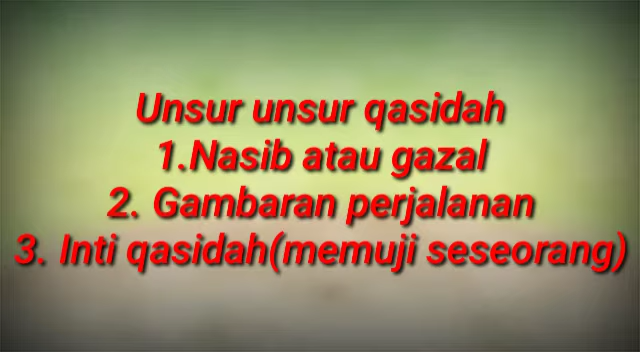 Unsur unsur qasidah
1.Nasib atau gazal
2. Gambaran perjalanan
3. Inti qasidah(memuji seseorang)